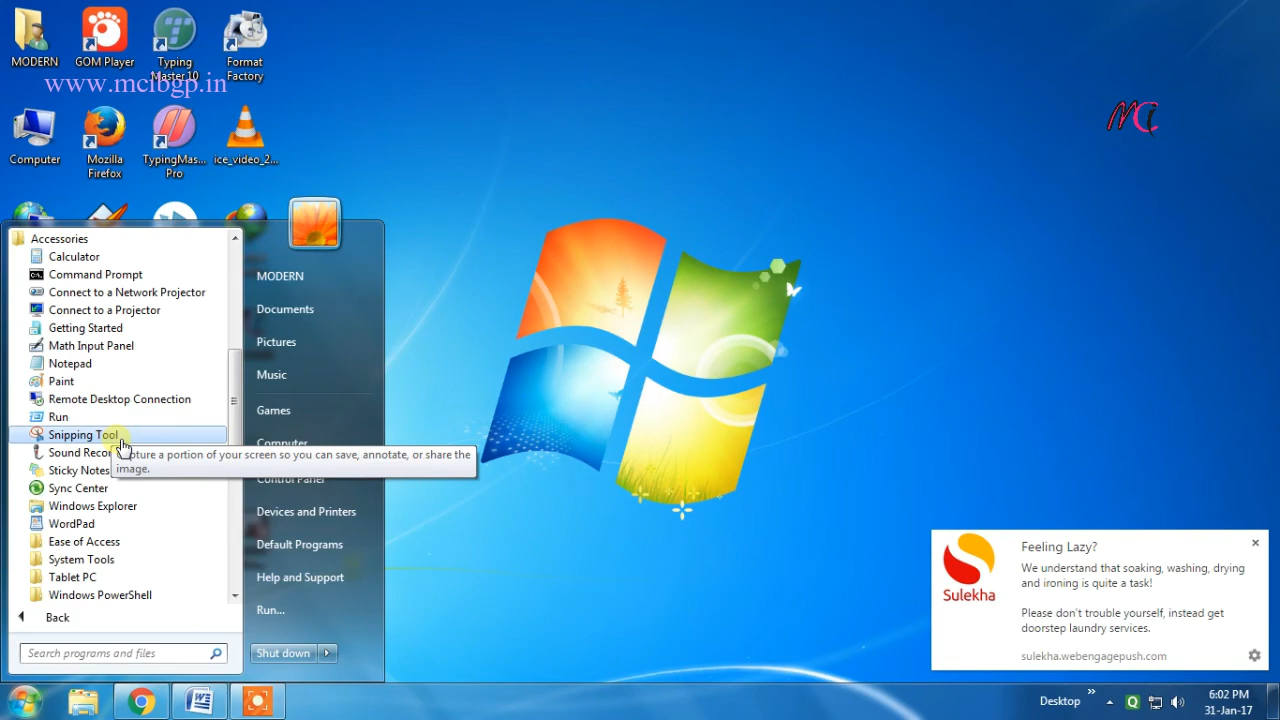 MODERN
GOM Player
Typing
Master 10
Format
Factory
www.mcibgp.in
Computer
Mozilla
Firefox
TypingMas...
Pro
ice_video_2...
MCi
Accessories
Calculator
Command Prompt
Connect to a Network Projector
Connect to a Projector
Getting Started
Math Input Panel
Notepad
Paint
Remote Desktop Connection
Run
Snipping Tool
Sound Recor
Sticky Notes
Sync Center
Windows Explorer
WordPad
Ease of Access
System Tools
Tablet PC
Windows PowerShell
Back
Search programs and files
MODERN
Documents
Pictures
Music
Games
Computer
Capture a portion of your screen so you can save, annotate, or share the
image.
Control Panel
Devices and Printers
Default Programs
Help and Support
Run...
Shut down
Sulekha
Feeling Lazy?
We understand that soaking, washing, drying
and ironing is quite a task!
Please don't trouble yourself, instead get
doorstep laundry services.
sulekha.webengagepush.com
Desktop
»
Q
6:02 PM
31-Jan-17